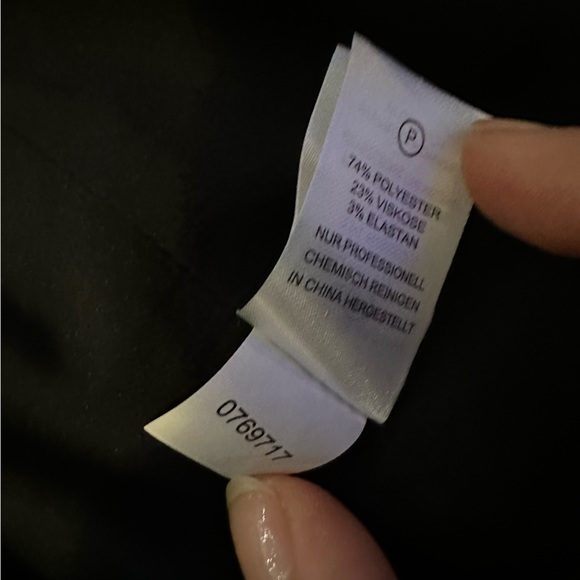 P
74% POLYESTER
23% VISKOSE
3% ELASTAN
NUR PROFESSIONELL
CHEMISCH REINIGEN
IN CHINA HERGESTELLT
0769717